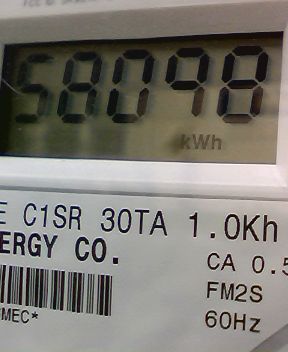 58098
kWh
E C1SR 30TA 1.0Kh
ERGY CO.
CA 0.5
FM2S
MEC*
60Hz